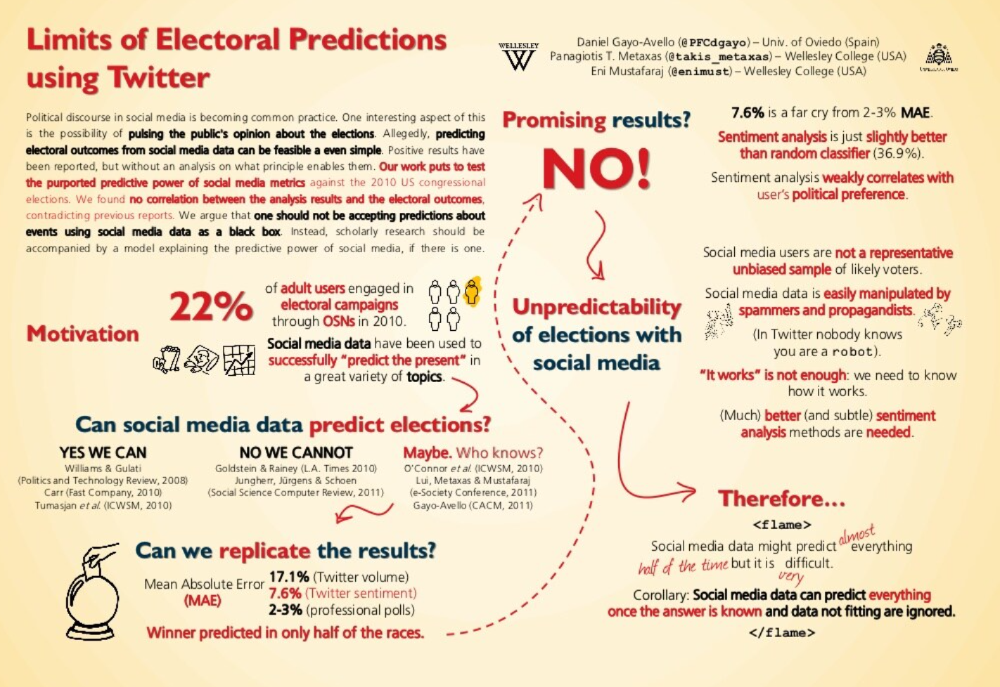 Limits of Electoral Predictions
using Twitter
WELLESLEY
W
Daniel Gayo-Avello (@PFCdgayo) – Univ. of Oviedo (Spain)
Panagiotis T. Metaxas (@takis_metaxas) – Wellesley College (USA)
Eni Mustafaraj (@enimust) – Wellesley College (USA)
Political discourse in social media is becoming common practice. One interesting aspect of this
is the possibility of pulsing the public's opinion about the elections. Allegedly, predicting
electoral outcomes from social media data can be feasible a even simple. Positive results have
been reported, but without an analysis on what principle enables them. Our work puts to test
the purported predictive power of social media metrics against the 2010 US congressional
elections. We found no correlation between the analysis results and the electoral outcomes,
contradicting previous reports. We argue that one should not be accepting predictions about
events using social media data as a black box. Instead, scholarly research should be
accompanied by a model explaining the predictive power of social media, if there is one.
Motivation
22%
of adult users engaged in
electoral campaigns
through OSNs in 2010.
Social media data have been used to
successfully "predict the present" in
a great variety of topics.
Can social media data predict elections?
YES WE CAN
Williams & Gulati
(Politics and Technology Review, 2008)
Carr (Fast Company, 2010)
Tumasjan et al. (ICWSM, 2010)
NO WE CANNOT
Goldstein & Rainey (L.A. Times 2010)
Jungherr, Jürgens & Schoen
(Social Science Computer Review, 2011)
Maybe. Who knows?
O'Connor et al. (ICWSM, 2010)
Lui, Metaxas & Mustafaraj
(e-Society Conference, 2011)
Gayo-Avello (CACM, 2011)
Can we replicate the results?
Mean Absolute Error
(MAE)
17.1% (Twitter volume)
7.6% (Twitter sentiment)
2-3% (professional polls)
Winner predicted in only half of the races.
Promising results?
NO!
7.6% is a far cry from 2-3% MAE.
Sentiment analysis is just slightly better
than random classifier (36.9%).
Sentiment analysis weakly correlates with
user's political preference.
Unpredictability
of elections with
social media
Social media users are not a representative
unbiased sample of likely voters.
Social media data is easily manipulated by
spammers and propagandists.
(In Twitter nobody knows
you are a robot).
"It works" is not enough: we need to know
how it works.
(Much) better (and subtle) sentiment
analysis methods are needed.
Therefore...
<flame>
Social media data might predict almost everything
half of the time but it is very difficult.
Corollary: Social media data can predict everything
once the answer is known and data not fitting are ignored.
</flame>